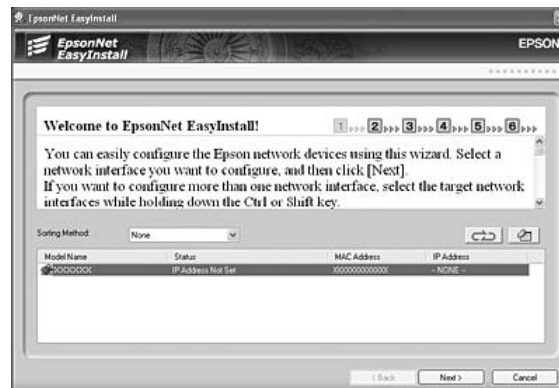 EpsonNet EasyInstall
EpsonNet
EasyInstall
EPSON
Welcome to EpsonNet EasyInstall!
1 2 3 4 5 6
You can easily configure the Epson network devices using this wizard. Select a
network interface you want to configure, and then click [Next].
If you want to configure more than one network interface, select the target network
interfaces while holding down the Ctrl or Shift key.
Sorting Method: None
Model Name Status MAC Address IP Address
XXXXXXX IP Address Not Set XXXXXXXXXXXX - NONE -
< Back Next > Cancel